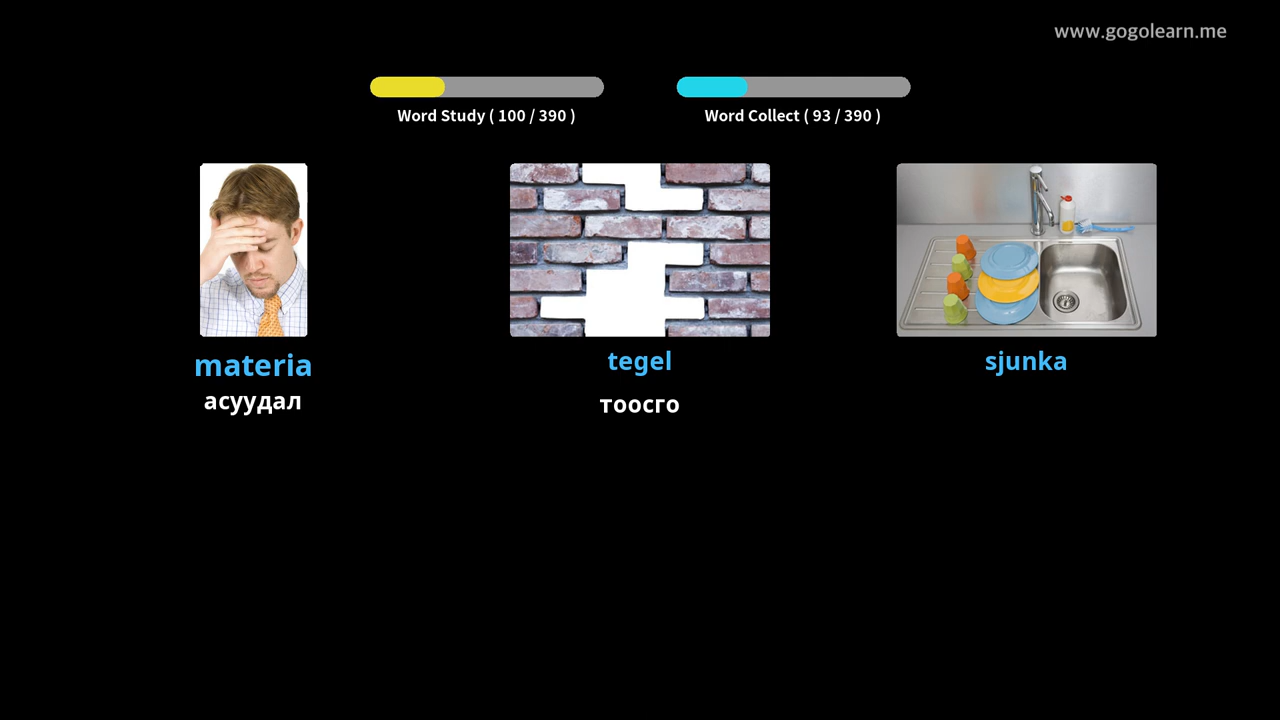 www.gogolearn.me
Word Study ( 100 / 390 )
Word Collect ( 93 / 390 )
materia
асуудал
tegel
тоосго
sjunka